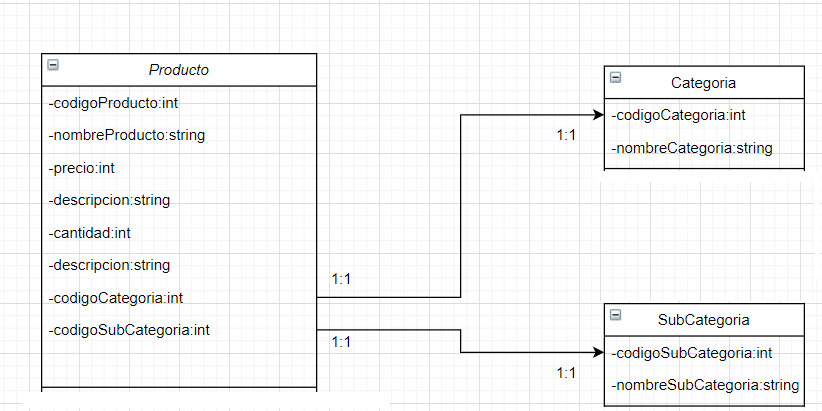 Producto
-codigoProducto:int
-nombreProducto:string
-precio:int
-descripcion:string
-cantidad:int
-descripcion:string
-codigoCategoria:int
-codigoSubCategoria:int
1:1
1:1
Categoria
-codigoCategoria:int
-nombreCategoria:string
1:1
SubCategoria
-codigoSubCategoria:int
-nombreSubCategoria:string
1:1